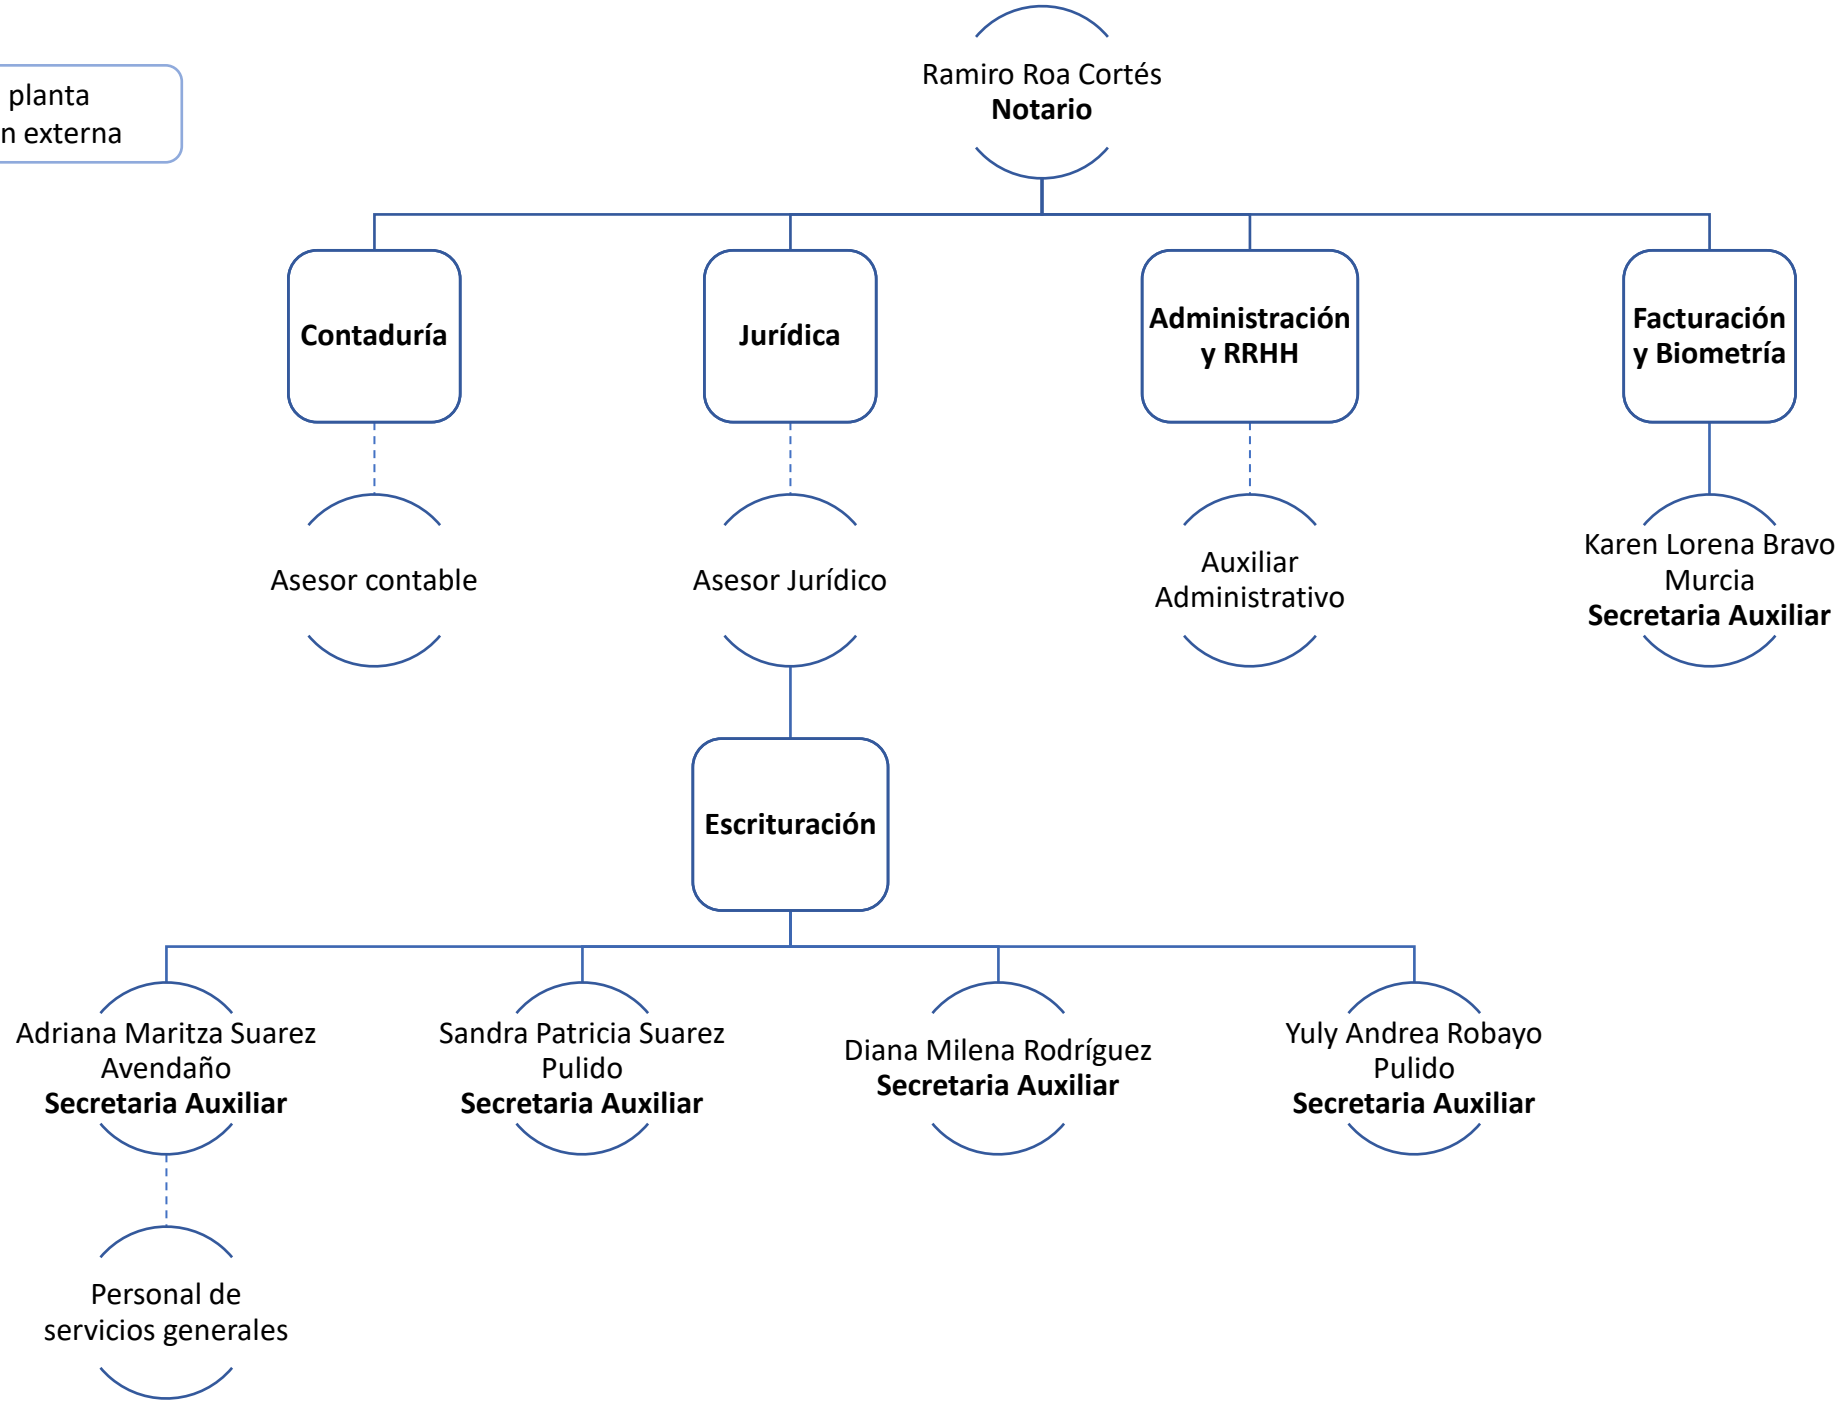 Ramiro Roa Cortés
Notario
planta
n externa
Contaduría
Jurídica
Administración
y RRHH
Facturación
y Biometría
Asesor contable
Asesor Jurídico
Auxiliar
Administrativo
Karen Lorena Bravo
Murcia
Secretaria Auxiliar
Escrituración
Adriana Maritza Suarez
Avendaño
Secretaria Auxiliar
Sandra Patricia Suarez
Pulido
Secretaria Auxiliar
Diana Milena Rodríguez
Secretaria Auxiliar
Yuly Andrea Robayo
Pulido
Secretaria Auxiliar
Personal de
servicios generales